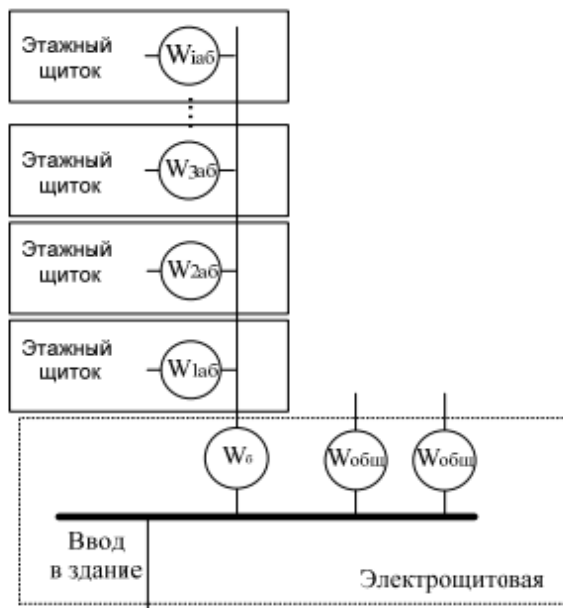 Этажный
щиток
Wiаб
Этажный
щиток
W3аб
Этажный
щиток
W2аб
Этажный
щиток
W1аб
Wб
Wобщ
Wобщ
Ввод
в здание
Электрощитовая